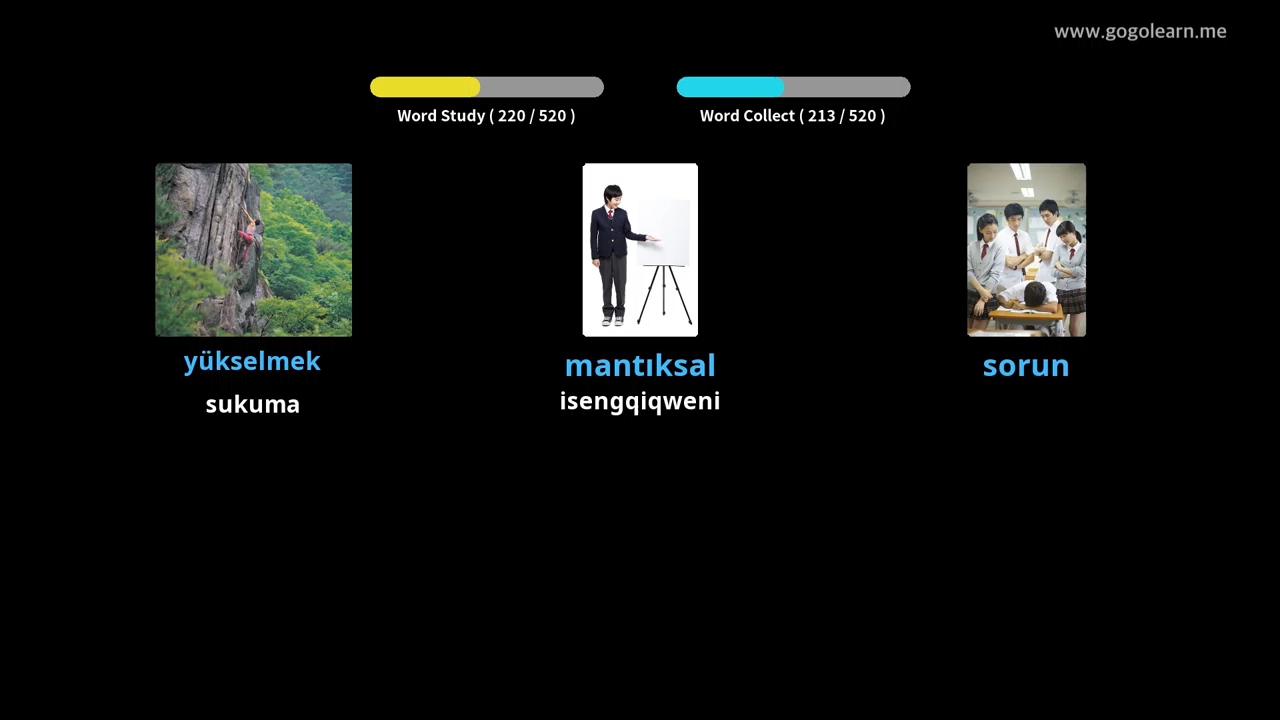 www.gogolearn.me
Word Study ( 220 / 520 )
Word Collect ( 213 / 520 )
yükselmek
sukuma
mantıksal
isengqiqweni
sorun